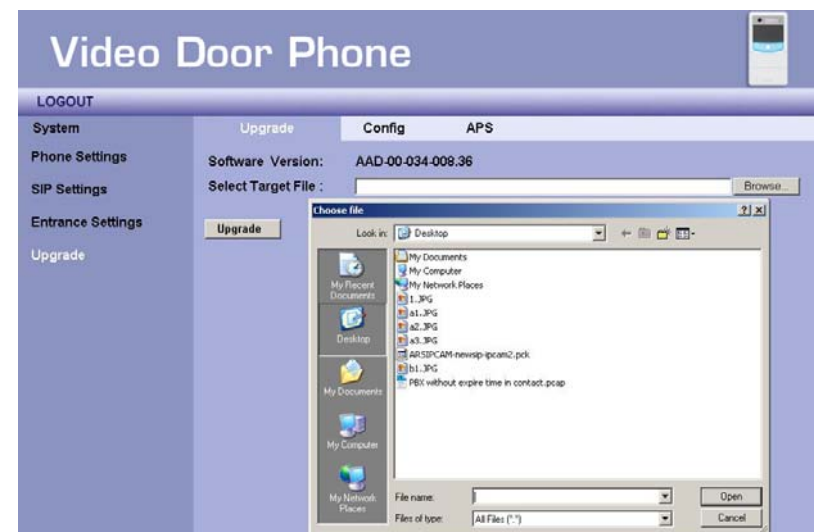 Video Door Phone
LOGOUT
System
Upgrade Config APS
Phone Settings
Software Version: AAD-00-034-008.36
SIP Settings
Select Target File : Browse...
Entrance Settings
Upgrade
Upgrade
Choose file
Look in: Desktop
My Recent
Documents
Desktop
My Documents
My Computer
My Network
Places
My Documents
My Computer
My Network Places
1.JPG
a1.JPG
a2.JPG
a3.JPG
ARSIPCAM-newsip-ipcam2.pck
b1.JPG
PBX without expire time in contact.pcap
File name: Open
Files of type: All Files (*.*) Cancel